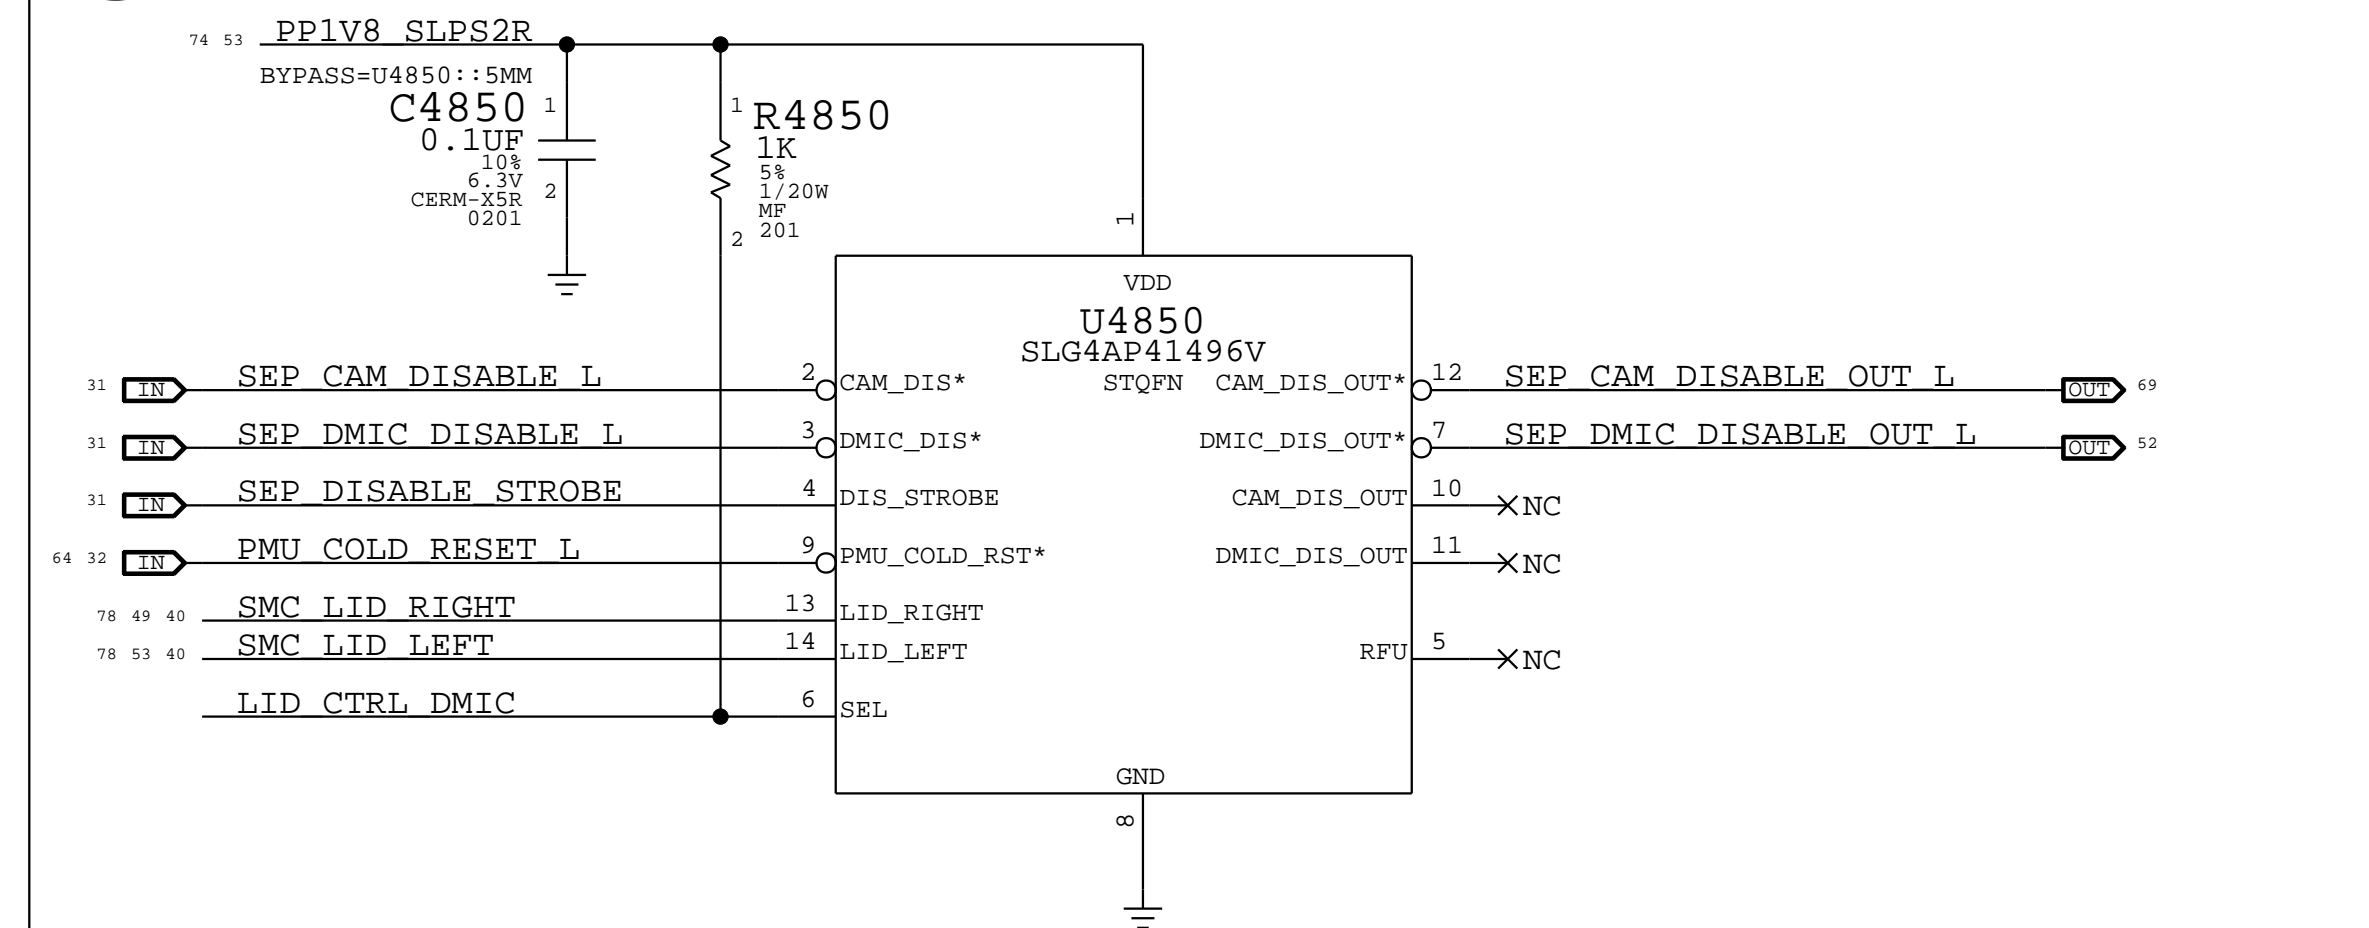 74 53 PP1V8_SLPS2R
BYPASS=U4850::5MM
C4850 1
0.1UF
10%
6.3V
CERM-X5R 2
0201
1 R4850
1K
5%
1/20W
MF
201
2
1
VDD
U4850
SLG4AP41496V
STQFN
31 IN SEP_CAM_DISABLE_L 2 CAM_DIS* CAM_DIS_OUT* 12 SEP_CAM_DISABLE_OUT_L OUT 69
31 IN SEP_DMIC_DISABLE_L 3 DMIC_DIS* DMIC_DIS_OUT* 7 SEP_DMIC_DISABLE_OUT_L OUT 52
31 IN SEP_DISABLE_STROBE 4 DIS_STROBE CAM_DIS_OUT 10 NC
64 32 IN PMU_COLD_RESET_L 9 PMU_COLD_RST* DMIC_DIS_OUT 11 NC
78 49 40 SMC_LID_RIGHT 13 LID_RIGHT
78 53 40 SMC_LID_LEFT 14 LID_LEFT RFU 5 NC
LID_CTRL_DMIC 6 SEL
GND
8